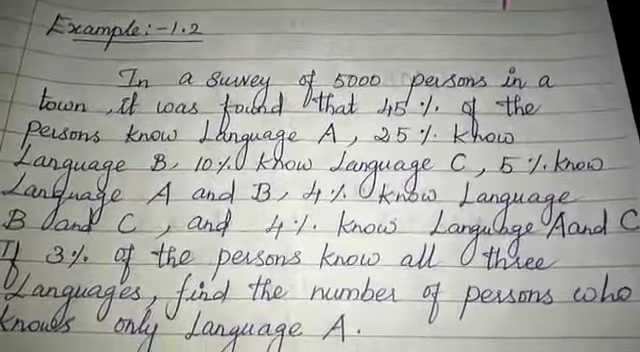 Example:-1.2
In a survey of 5000 persons in a
town, it was found that 45% of the
persons know Language A, 25% know
Language B, 10% know Language C, 5% know
Language A and B, 4% know Language
B and C, and 4% know Language A and C
If 3% of the persons know all three
Languages, find the number of persons who
knows only Language A.